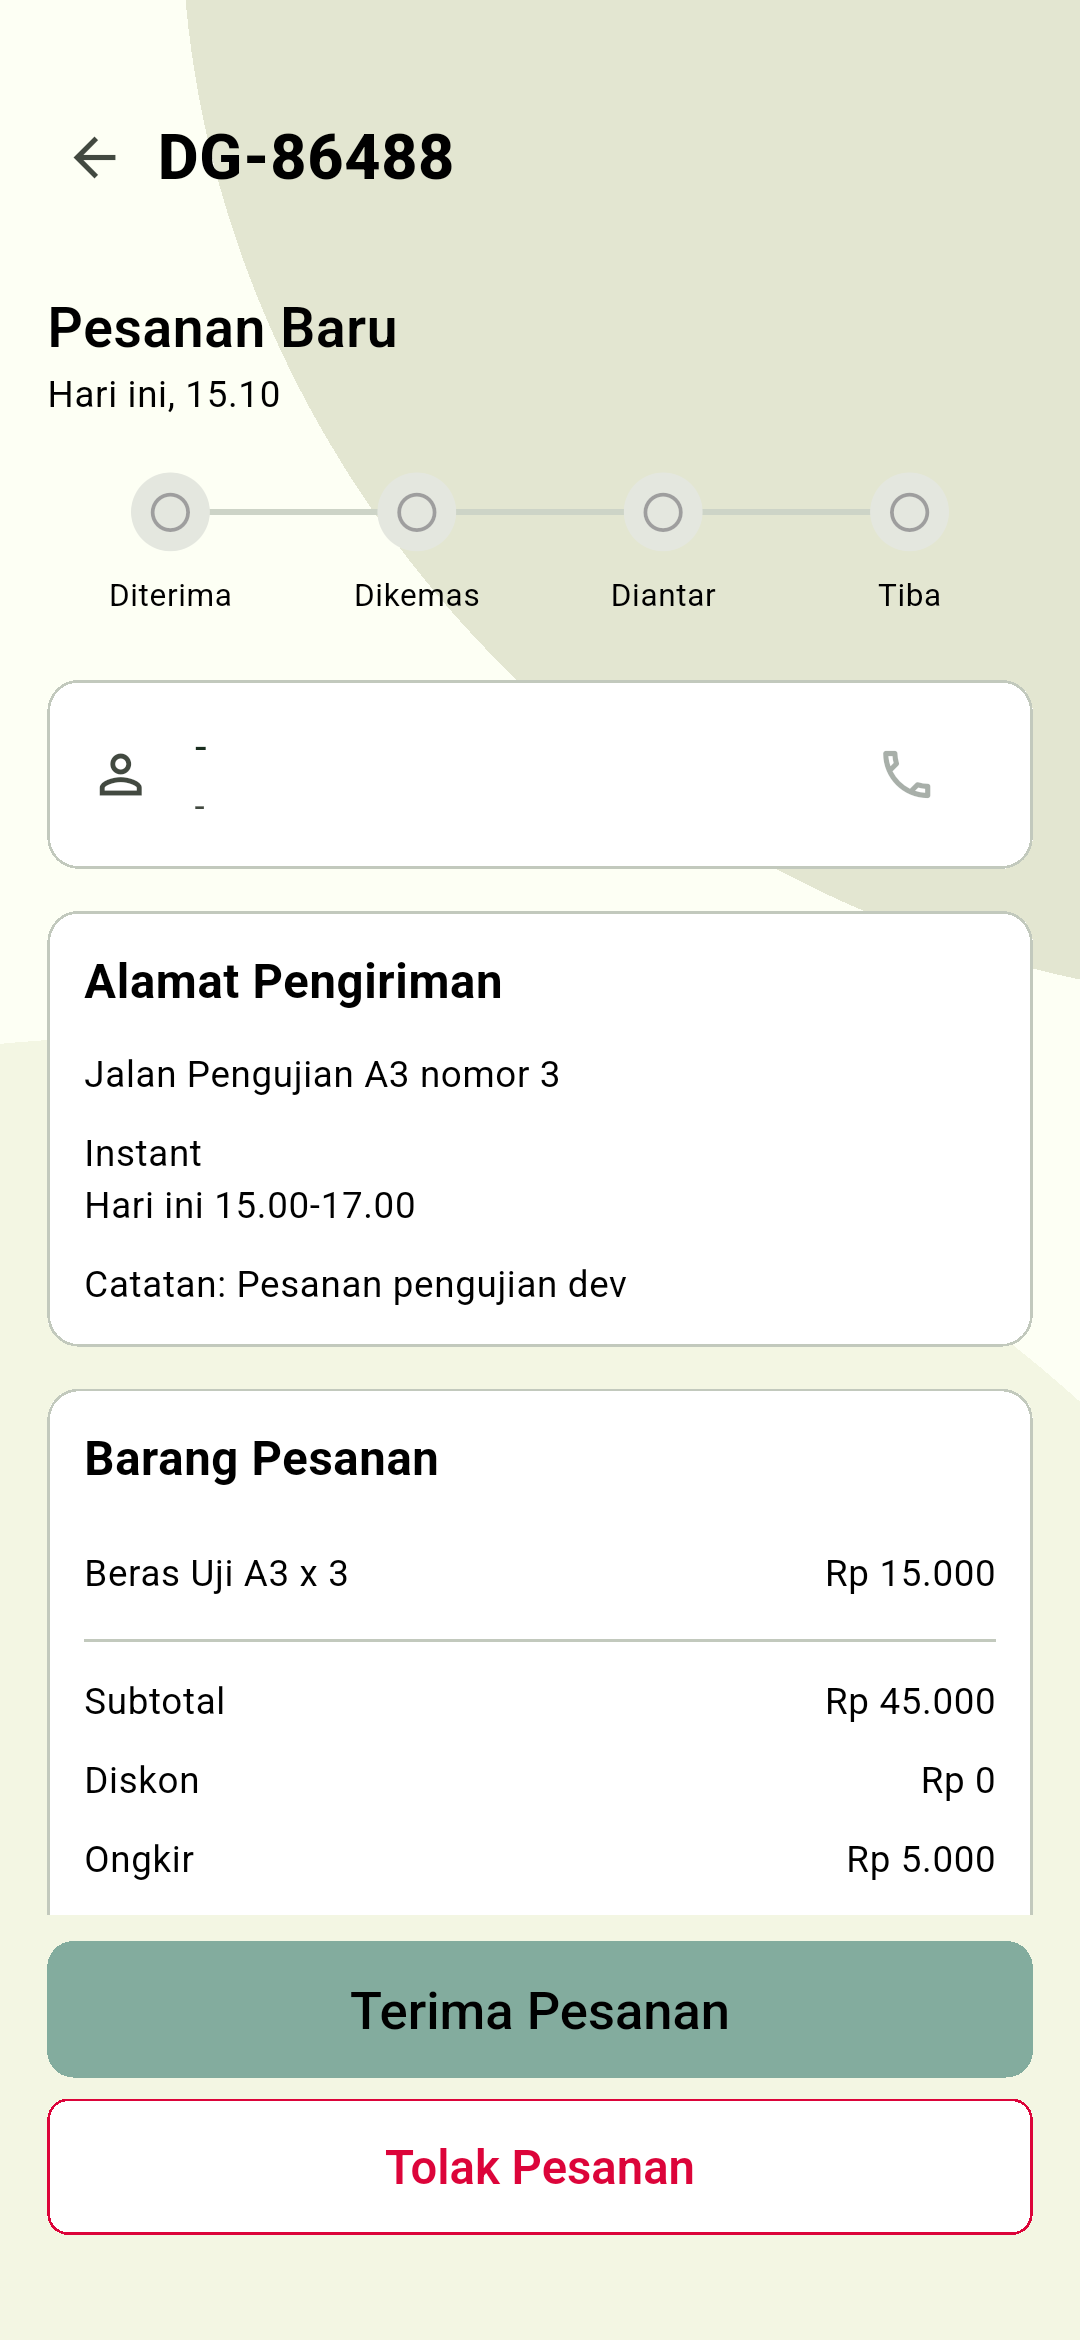 DG-86488
Pesanan Baru
Hari ini, 15.10
Diterima Dikemas Diantar Tiba
-
-
Alamat Pengiriman
Jalan Pengujian A3 nomor 3
Instant
Hari ini 15.00-17.00
Catatan: Pesanan pengujian dev
Barang Pesanan
Beras Uji A3 x 3 Rp 15.000
Subtotal Rp 45.000
Diskon Rp 0
Ongkir Rp 5.000
Terima Pesanan
Tolak Pesanan